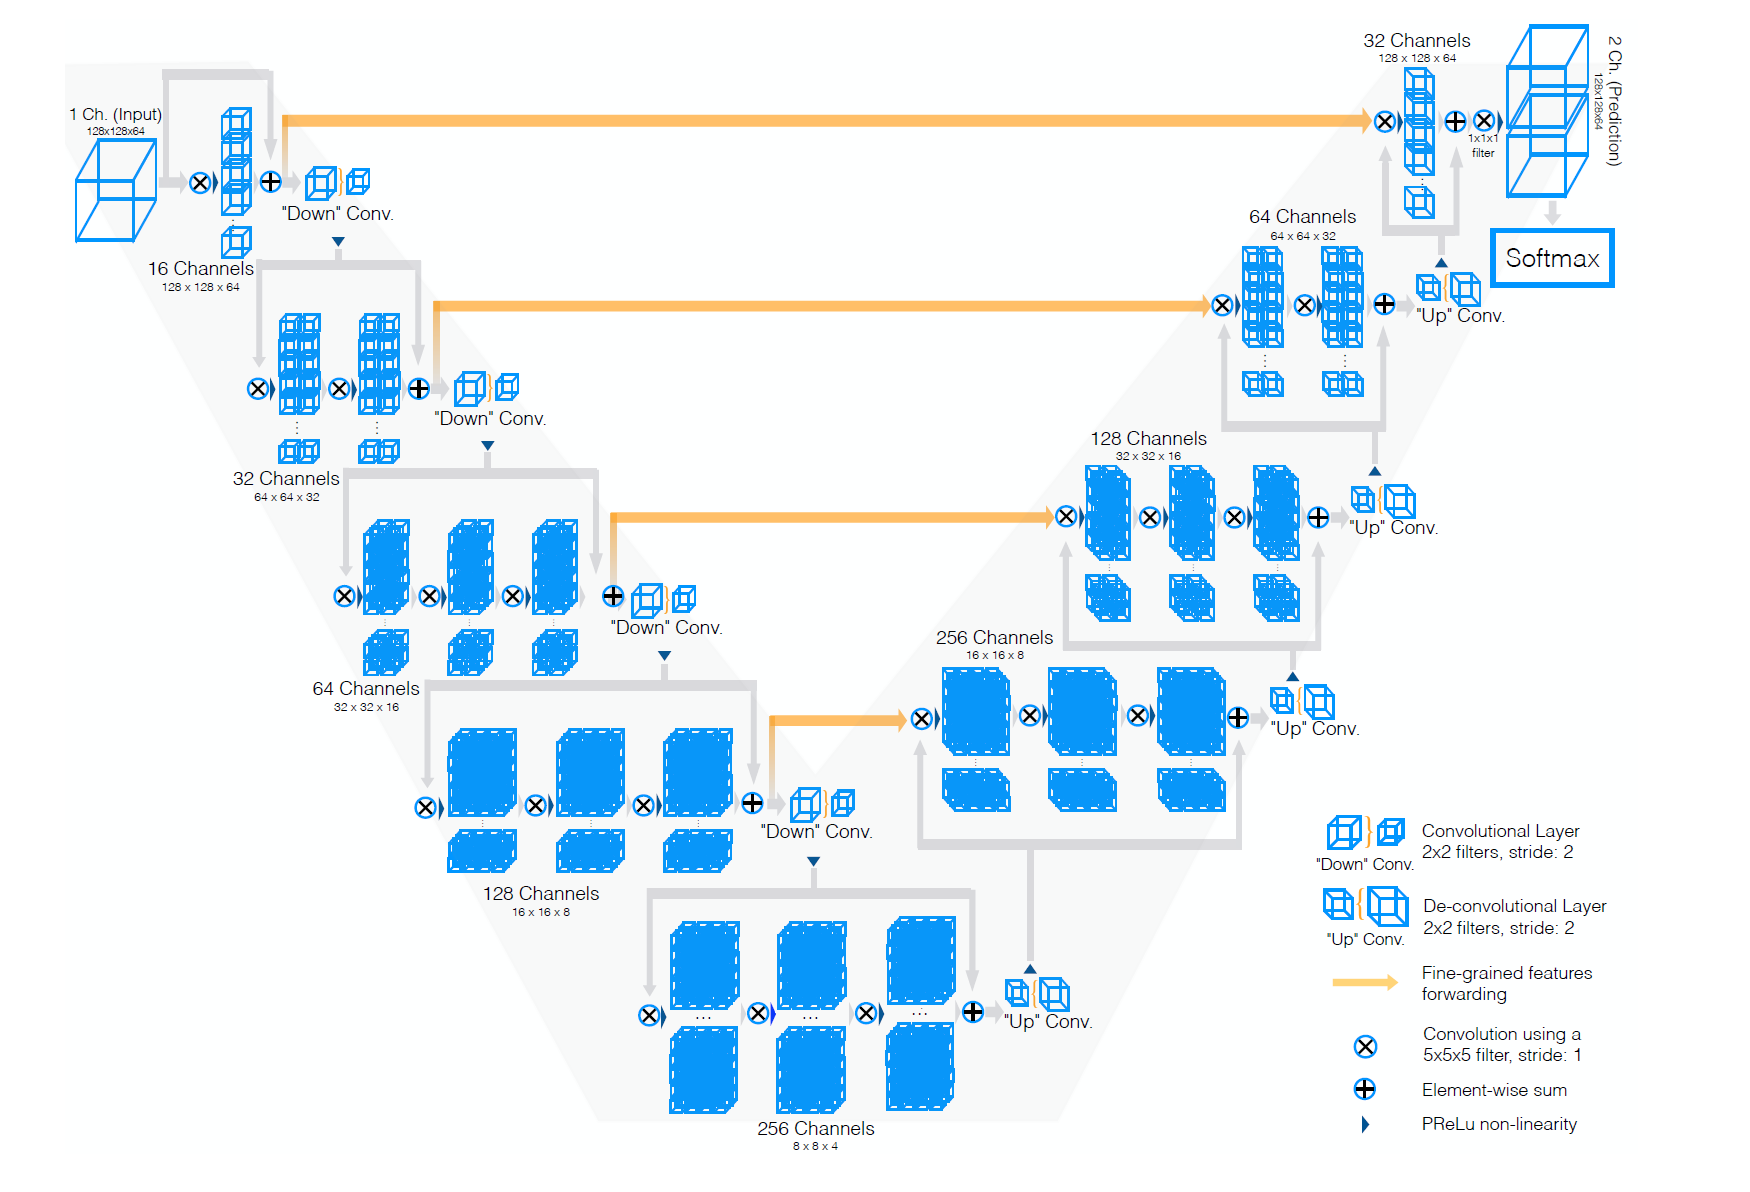 1 Ch. (Input)
128x128x64
16 Channels
128 x 128 x 64
"Down" Conv.
32 Channels
64 x 64 x 32
"Down" Conv.
64 Channels
32 x 32 x 16
"Down" Conv.
128 Channels
16 x 16 x 8
"Down" Conv.
256 Channels
8 x 8 x 4
"Up" Conv.
256 Channels
16 x 16 x 8
"Up" Conv.
128 Channels
32 x 32 x 16
"Up" Conv.
64 Channels
64 x 64 x 32
"Up" Conv.
32 Channels
128 x 128 x 64
1x1x1
filter
2 Ch. (Prediction)
128x128x64
Softmax
"Down" Conv.
Convolutional Layer
2x2 filters, stride: 2
"Up" Conv.
De-convolutional Layer
2x2 filters, stride: 2
Fine-grained features
forwarding
Convolution using a
5x5x5 filter, stride: 1
Element-wise sum
PReLu non-linearity